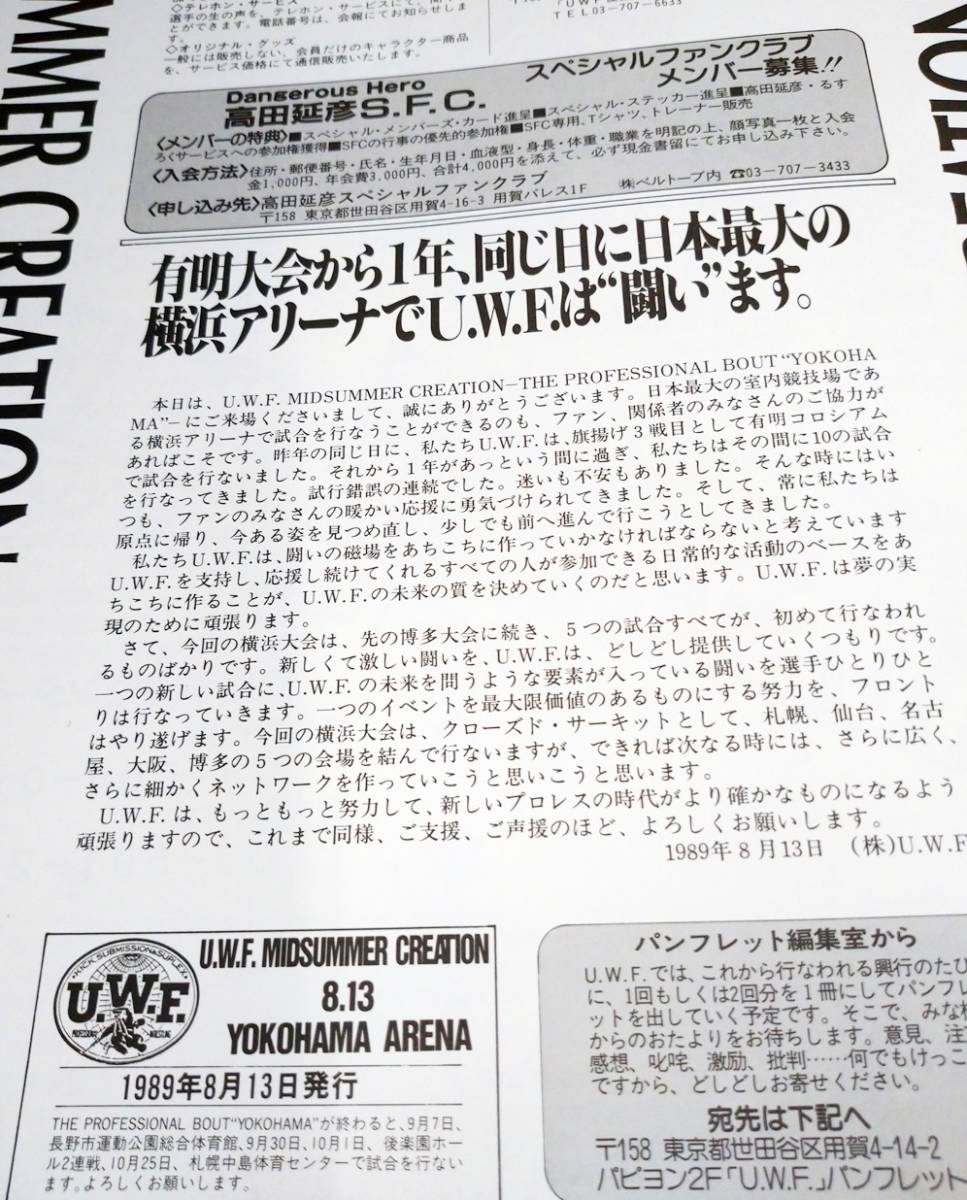 ◇テレホン・サービス
選手の生の声を、テレホン・サービスにて、聞
とができます。電話番号は、会報にてお知らせしま
す。
◇オリジナル・グッズ
一般には販売しない、会員だけのキャラクター商品
を、サービス価格にて通信販売いたします。
TEL 03-707-6633
MMER CREATION
Dangerous Hero
高田延彦S.F.C.
スペシャルファンクラブ
メンバー募集!!
〈メンバーの特典〉■スペシャル・メンバーズ・カード進呈■スペシャル・ステッカー進呈■高田延彦・るす
ろくサービスへの参加権獲得■SFCの行事の優先的参加権■SFC専用、Tシャツ、トレーナー販売
〈入会方法〉住所・郵便番号・氏名・生年月日・血液型・身長・体重・職業を明記の上、顔写真一枚と入会
金1,000円、年会費3,000円、合計4,000円を添えて、必ず現金書留にてお申し込み下さい。
〈申し込み先〉高田延彦スペシャルファンクラブ
〒158 東京都世田谷区用賀4-16-3 用賀パレス1F ㈱ベルトープ内 ☎03-707-3433
有明大会から1年、同じ日に日本最大の
横浜アリーナでU.W.F.は“闘い”ます。
本日は、U.W.F. MIDSUMMER CREATION−THE PROFESSIONAL BOUT“YOKOHA
MA”−にご来場くださいまして、誠にありがとうございます。日本最大の室内競技場であ
る横浜アリーナで試合を行なうことができるのも、ファン、関係者のみなさんのご協力が
あればこそです。昨年の同じ日に、私たちU.W.F.は、旗揚げ3戦目として有明コロシアム
で試合を行ないました。それから1年があっという間に過ぎ、私たちはその間に10の試合
を行なってきました。試行錯誤の連続でした。迷いも不安もありました。そんな時にはい
つも、ファンのみなさんの暖かい応援に勇気づけられてきました。そして、常に私たちは
原点に帰り、今ある姿を見つめ直し、少しでも前へ進んで行こうとしてきました。
私たちU.W.F.は、闘いの磁場をあちこちに作っていかなければならないと考えています
U.W.F.を支持し、応援し続けてくれるすべての人が参加できる日常的な活動のベースをあ
ちこちに作ることが、U.W.F.の未来の質を決めていくのだと思います。U.W.F.は夢の実
現のために頑張ります。
さて、今回の横浜大会は、先の博多大会に続き、5つの試合すべてが、初めて行なわれ
るものばかりです。新しくて激しい闘いを、U.W.F.は、どしどし提供していくつもりです。
一つの新しい試合に、U.W.F.の未来を問うような要素が入っている闘いを選手ひとりひと
りは行なっていきます。一つのイベントを最大限価値のあるものにする努力を、フロント
はやり遂げます。今回の横浜大会は、クローズド・サーキットとして、札幌、仙台、名古
屋、大阪、博多の5つの会場を結んで行ないますが、できれば次なる時には、さらに広く、
さらに細かくネットワークを作っていこうと思いこうと思います。
U.W.F.は、もっともっと努力して、新しいプロレスの時代がより確かなものになるよう
頑張りますので、これまで同様、ご支援、ご声援のほど、よろしくお願いします。
1989年8月13日 (株)U.W.F
KICK, SUBMISSION & SUPLEX
U.W.F.
PROFESSIONAL WRESTLING
U.W.F. MIDSUMMER CREATION
8.13
YOKOHAMA ARENA
1989年8月13日発行
THE PROFESSIONAL BOUT“YOKOHAMA”が終わると、9月7日、
長野市運動公園総合体育館、9月30日、10月1日、後楽園ホー
ル2連戦、10月25日、札幌中島体育センターで試合を行ない
ます。よろしくお願いします。
パンフレット編集室から
U.W.F.では、これから行なわれる興行のたび
に、1回もしくは2回分を1冊にしてパンフレ
ットを出していく予定です。そこで、みな様
からのおたよりをお待ちします。意見、注
感想、叱咤、激励、批判……何でもけっこ
ですから、どしどしお寄せください。
宛先は下記へ
〒158 東京都世田谷区用賀4-14-2
パピヨン2F「U.W.F.」パンフレット